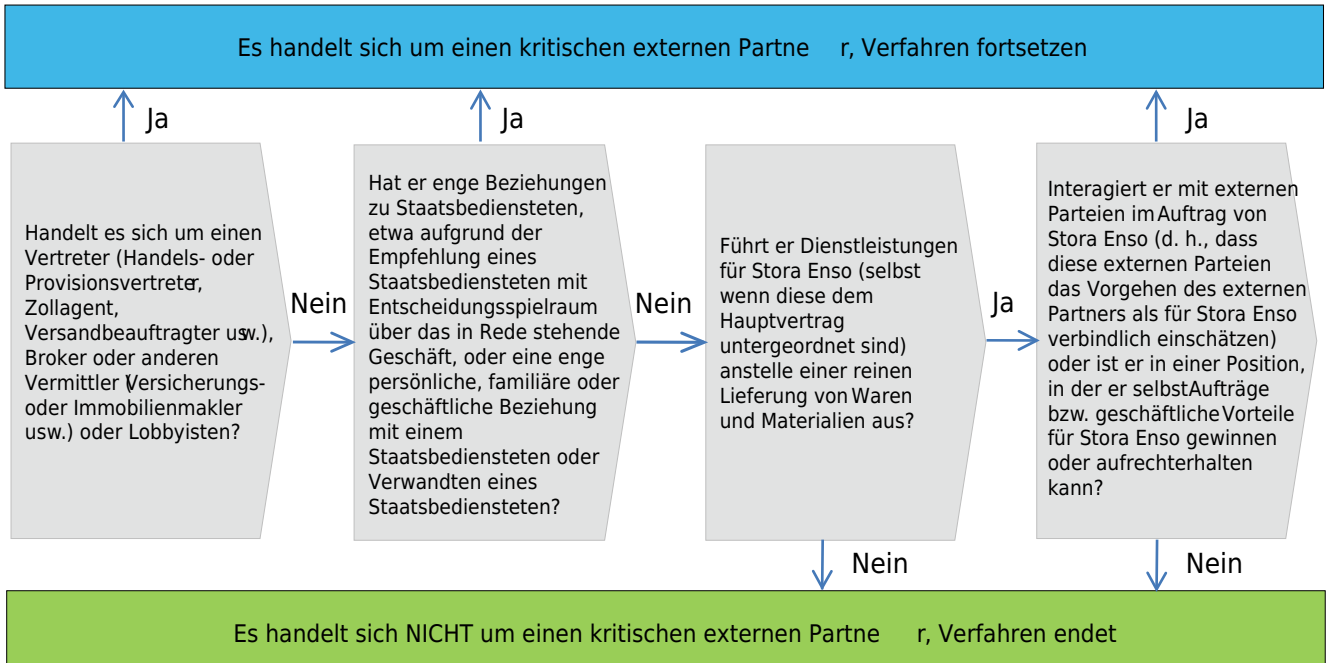 Es handelt sich um einen kritischen externen Partne r, Verfahren fortsetzen
Ja
Ja
Ja
Handelt es sich um einen
Vertreter (Handels- oder
Provisionsvertreter,
Zollagent,
Versandbeauftragter usw.),
Broker oder anderen
Vermittler (Versicherungs-
oder Immobilienmakler
usw.) oder Lobbyisten?
Nein
Hat er enge Beziehungen
zu Staatsbediensteten,
etwa aufgrund der
Empfehlung eines
Staatsbediensteten mit
Entscheidungsspielraum
über das in Rede stehende
Geschäft, oder eine enge
persönliche, familiäre oder
geschäftliche Beziehung
mit einem
Staatsbediensteten oder
Verwandten eines
Staatsbediensteten?
Nein
Führt er Dienstleistungen
für Stora Enso (selbst
wenn diese dem
Hauptvertrag
untergeordnet sind)
anstelle einer reinen
Lieferung von Waren
und Materialien aus?
Ja
Interagiert er mit externen
Parteien im Auftrag von
Stora Enso (d. h., dass
diese externen Parteien
das Vorgehen des externen
Partners als für Stora Enso
verbindlich einschätzen)
oder ist er in einer Position,
in der er selbst Aufträge
bzw. geschäftliche Vorteile
für Stora Enso gewinnen
oder aufrechterhalten
kann?
Nein
Nein
Es handelt sich NICHT um einen kritischen externen Partne r, Verfahren endet